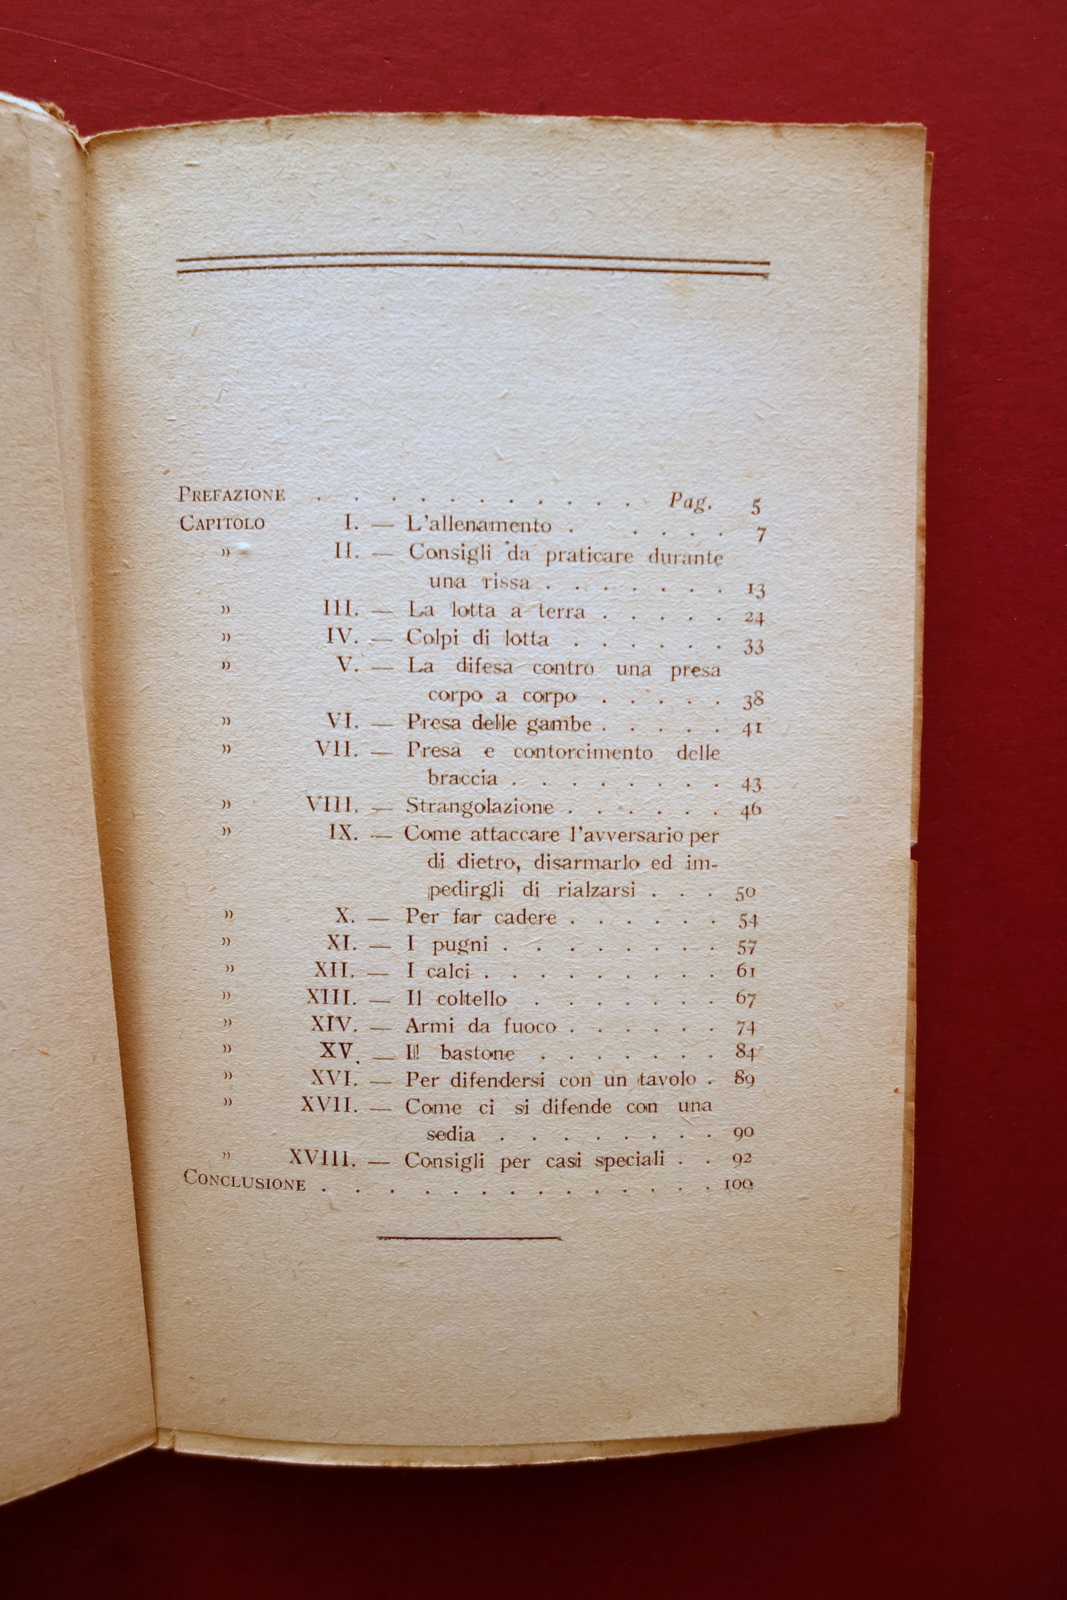 PREFAZIONE . . . . . . . . . . . Pag. 5
CAPITOLO I. — L'allenamento . . . . . 7
» II. — Consigli da praticare durante
una rissa . . . . . . . 13
» III. — La lotta a terra . . . . . 24
» IV. — Colpi di lotta . . . . . . 33
» V. — La difesa contro una presa
corpo a corpo . . . . . 38
» VI. — Presa delle gambe . . . . . 41
» VII. — Presa e contorcimento delle
braccia . . . . . . . . 43
» VIII. — Strangolazione . . . . . . 46
» IX. — Come attaccare l'avversario per
di dietro, disarmarlo ed im-
pedirgli di rialzarsi . . . 50
» X. — Per far cadere . . . . . . 54
» XI. — I pugni . . . . . . . . 57
» XII. — I calci . . . . . . . . . 61
» XIII. — Il coltello . . . . . . . 67
» XIV. — Armi da fuoco . . . . . . 74
» XV. — Il bastone . . . . . . . 84
» XVI. — Per difendersi con un tavolo . 89
» XVII. — Come ci si difende con una
sedia . . . . . . . . 90
» XVIII. — Consigli per casi speciali . . 92
CONCLUSIONE . . . . . . . . . . . . . 100